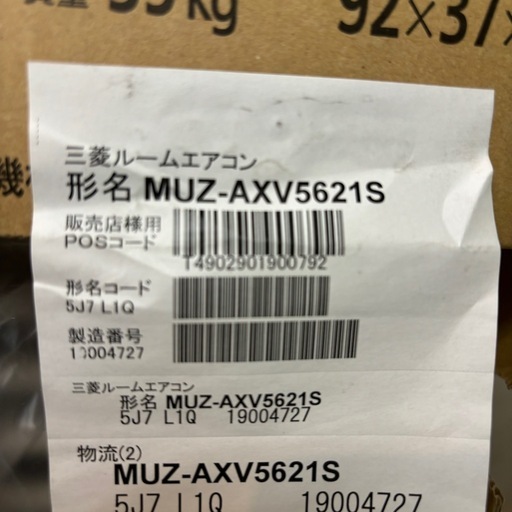 39kg 92×37×
三菱ルームエアコン
形名 MUZ-AXV5621S
販売店様用
POSコード
T4902901900792
形名コード
5J7 L1Q
製造番号
19004727
三菱ルームエアコン
形名 MUZ-AXV5621S
5J7 L1Q 19004727
物流(2)
MUZ-AXV5621S
5J7 L1Q 19004727